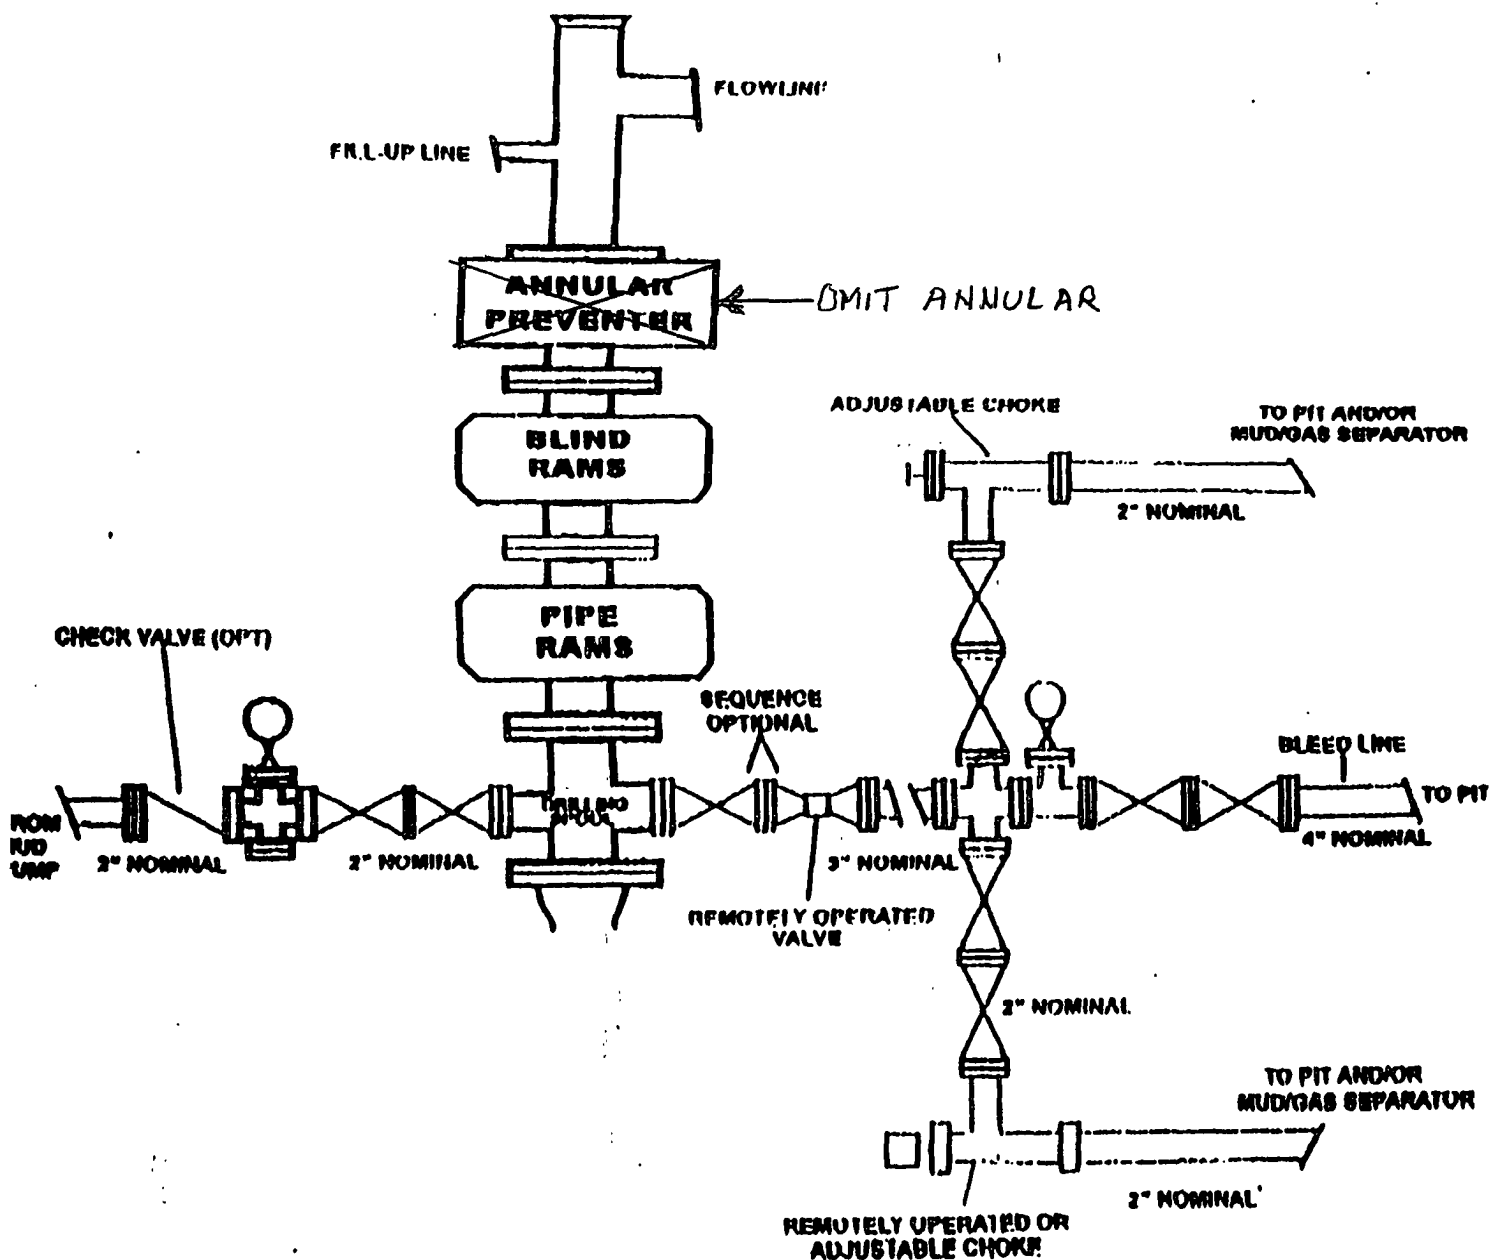 FLOWLINE
FILL-UP LINE
ANNULAR
PREVENTER
OMIT ANNULAR
BLIND
RAMS
ADJUSTABLE CHOKE
TO PIT AND/OR
MUD/GAS SEPARATOR
2" NOMINAL
PIPE
RAMS
CHECK VALVE (OPT)
SEQUENCE
OPTIONAL
BLEED LINE
TO PIT
4" NOMINAL
DRILLING
ROM
UMP
2" NOMINAL
2" NOMINAL
3" NOMINAL
REMOTELY OPERATED
VALVE
2" NOMINAL
TO PIT AND/OR
MUD/GAS SEPARATOR
2" NOMINAL
REMOTELY OPERATED OR
ADJUSTABLE CHOKE